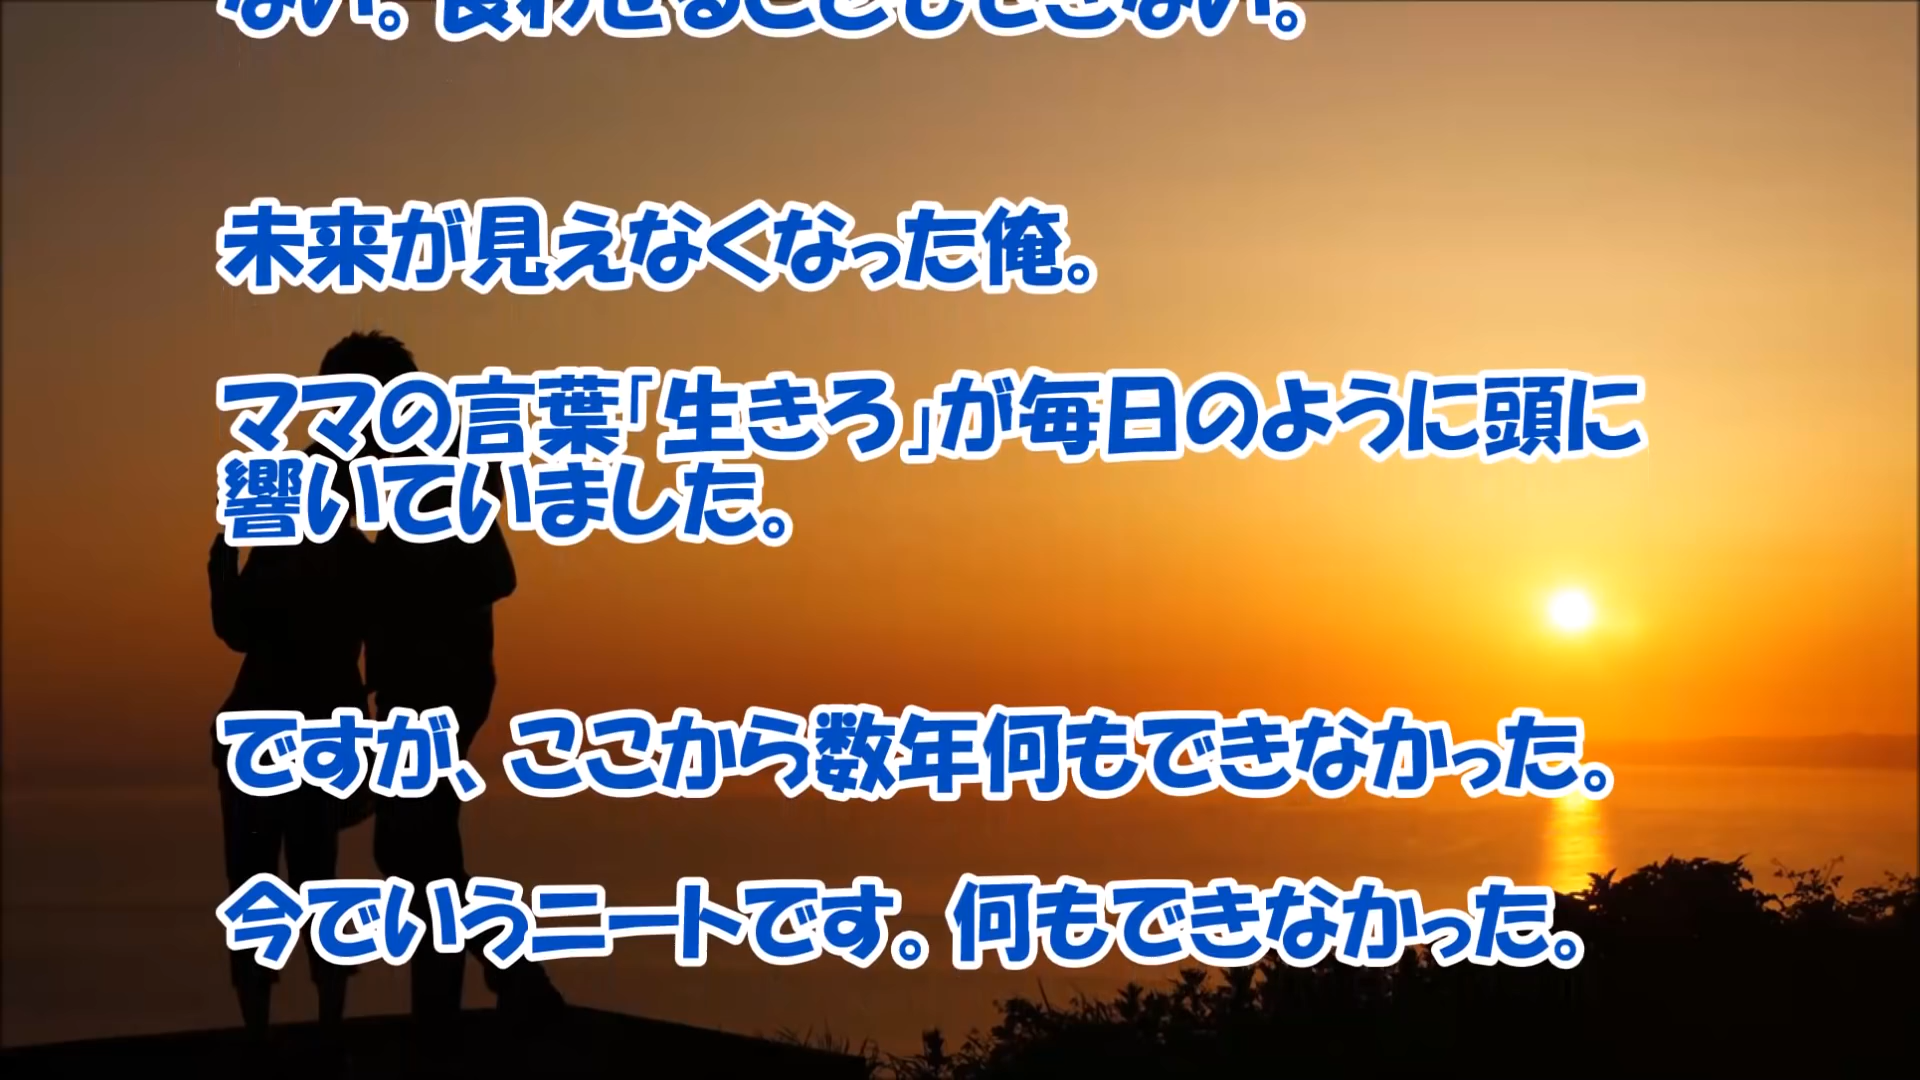 ない。食わせることもできない。
未来が見えなくなった俺。
ママの言葉「生きろ」が毎日のように頭に
響いていました。
ですが、ここから数年何もできなかった。
今でいうニートです。何もできなかった。